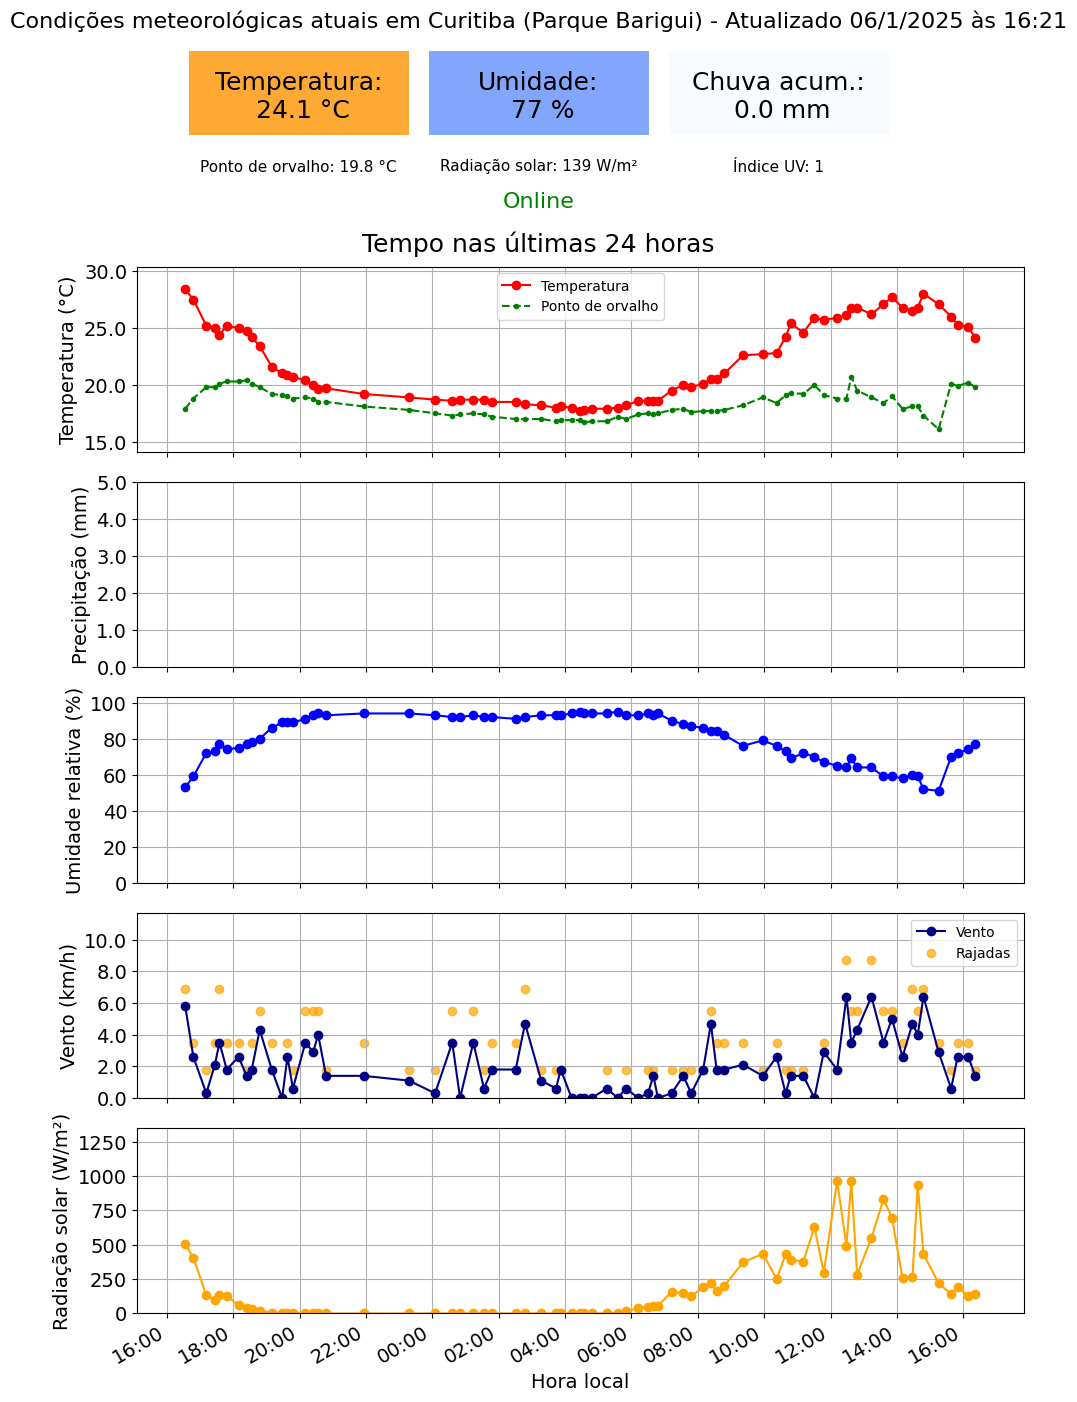 Condições meteorológicas atuais em Curitiba (Parque Barigui) - Atualizado 06/1/2025 às 16:21
Temperatura:
24.1 °C
Umidade:
77 %
Chuva acum.:
0.0 mm
Ponto de orvalho: 19.8 °C
Radiação solar: 139 W/m²
Índice UV: 1
Online
Tempo nas últimas 24 horas
Temperatura (°C)
30.0
25.0
20.0
15.0
Temperatura
Ponto de orvalho
Precipitação (mm)
5.0
4.0
3.0
2.0
1.0
0.0
Umidade relativa (%)
100
80
60
40
20
0
Vento (km/h)
10.0
8.0
6.0
4.0
2.0
0.0
Vento
Rajadas
Radiação solar (W/m²)
1250
1000
750
500
250
0
16:00
18:00
20:00
22:00
00:00
02:00
04:00
06:00
08:00
10:00
12:00
14:00
16:00
Hora local